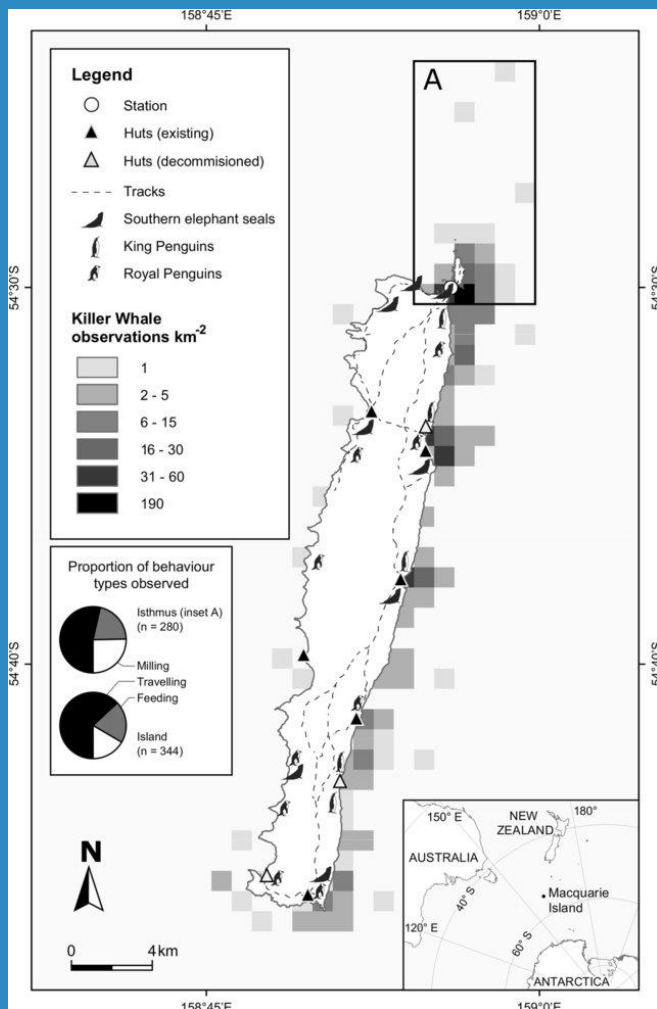 158°45'E
159°0'E
Legend
Station
Huts (existing)
Huts (decommisioned)
Tracks
Southern elephant seals
King Penguins
Royal Penguins
Killer Whale
observations km⁻²
1
2 - 5
6 - 15
16 - 30
31 - 60
190
A
54°30'S
54°30'S
Proportion of behaviour
types observed
Isthmus (inset A)
(n = 280)
Milling
Travelling
Feeding
Island
(n = 344)
54°40'S
54°40'S
N
0
4 km
150° E
NEW
ZEALAND
180°
AUSTRALIA
40° S
Macquarie
Island
120° E
60° S
ANTARCTICA
158°45'E
159°0'E